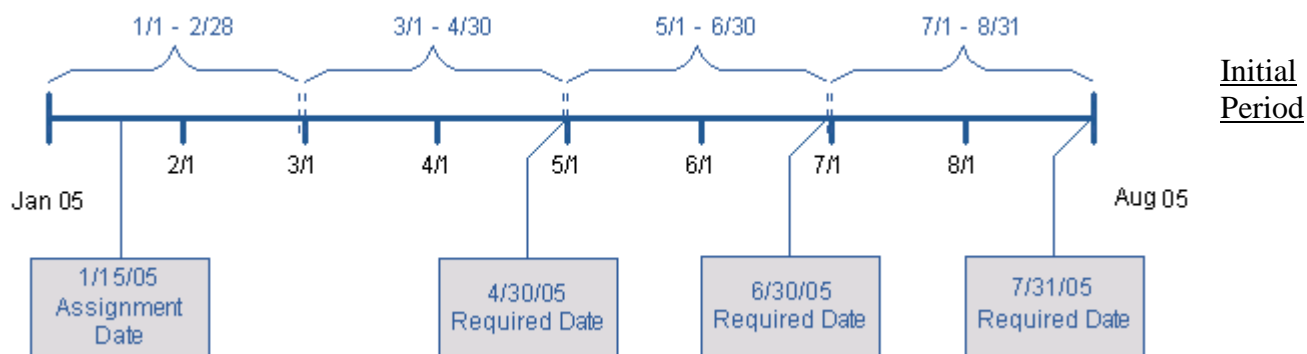 1/1 - 2/28
3/1 - 4/30
5/1 - 6/30
7/1 - 8/31
Initial
Period
2/1
3/1
4/1
5/1
6/1
7/1
8/1
Jan 05
Aug 05
1/15/05
Assignment
Date
4/30/05
Required Date
6/30/05
Required Date
7/31/05
Required Date